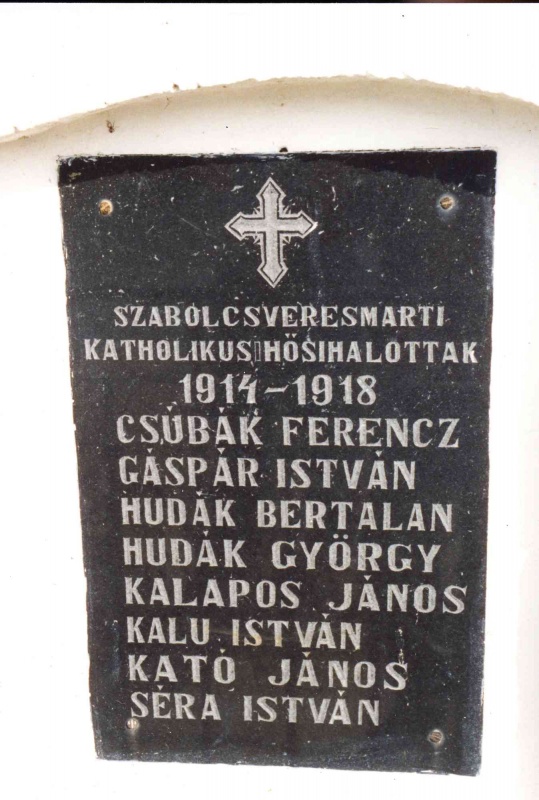 SZABOLCSVERESMARTI
KATHOLIKUS HŐSIHALOTTAK
1914-1918
CSÚBÁK FERENCZ
GÁSPÁR ISTVÁN
HUDÁK BERTALAN
HUDÁK GYÖRGY
KALAPOS JÁNOS
KALU ISTVÁN
KATÓ JÁNOS
SÉRA ISTVÁN